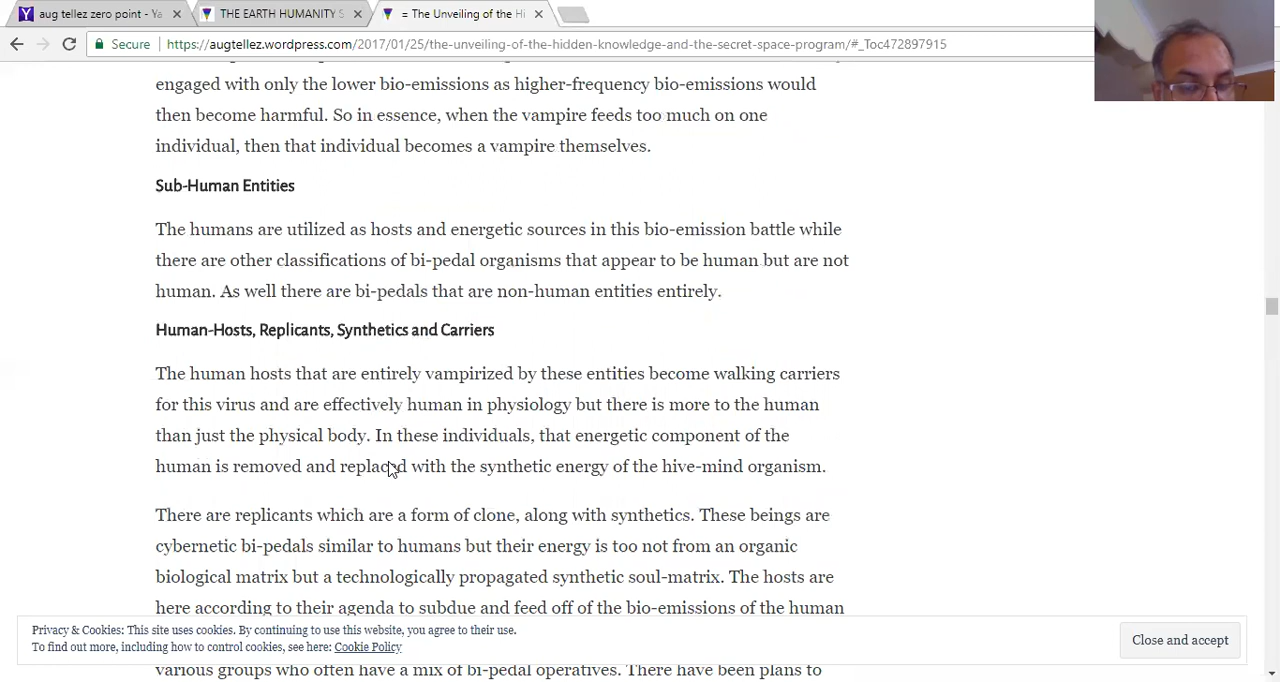 aug tellez zero point - Ya
THE EARTH HUMANITY S
= The Unveiling of the Hi
Secure
https://augtellez.wordpress.com/2017/01/25/the-unveiling-of-the-hidden-knowledge-and-the-secret-space-program/#_Toc472897915
engaged with only the lower bio-emissions as higher-frequency bio-emissions would
then become harmful. So in essence, when the vampire feeds too much on one
individual, then that individual becomes a vampire themselves.
Sub-Human Entities
The humans are utilized as hosts and energetic sources in this bio-emission battle while
there are other classifications of bi-pedal organisms that appear to be human but are not
human. As well there are bi-pedals that are non-human entities entirely.
Human-Hosts, Replicants, Synthetics and Carriers
The human hosts that are entirely vampirized by these entities become walking carriers
for this virus and are effectively human in physiology but there is more to the human
than just the physical body. In these individuals, that energetic component of the
human is removed and replaced with the synthetic energy of the hive-mind organism.
There are replicants which are a form of clone, along with synthetics. These beings are
cybernetic bi-pedals similar to humans but their energy is too not from an organic
biological matrix but a technologically propagated synthetic soul-matrix. The hosts are
here according to their agenda to subdue and feed off of the bio-emissions of the human
Privacy & Cookies: This site uses cookies. By continuing to use this website, you agree to their use.
To find out more, including how to control cookies, see here: Cookie Policy
Close and accept
various groups who often have a mix of bi-pedal operatives. There have been plans to